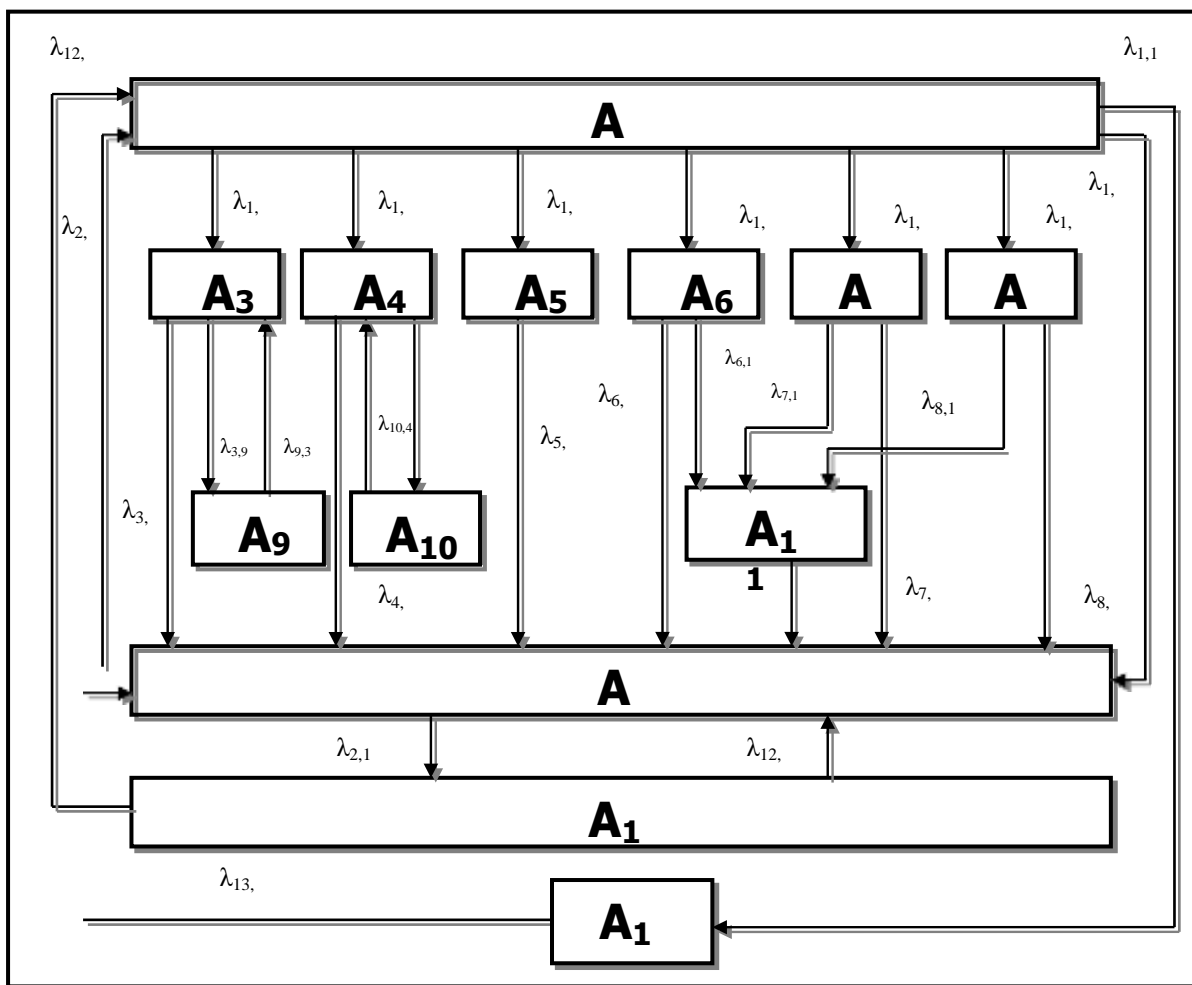 λ12,
λ1,1
A
λ1,
λ2,
λ1,
λ1,
λ1,
λ1,
λ1,
λ1,
A3
A4
A5
A6
A
A
λ6,1
λ7,1
λ6,
λ8,1
λ10,4
λ5,
λ3,9
λ9,3
λ3,
A9
A10
A1
1
λ4,
λ7,
λ8,
A
λ2,1
λ12,
A1
λ13,
A1